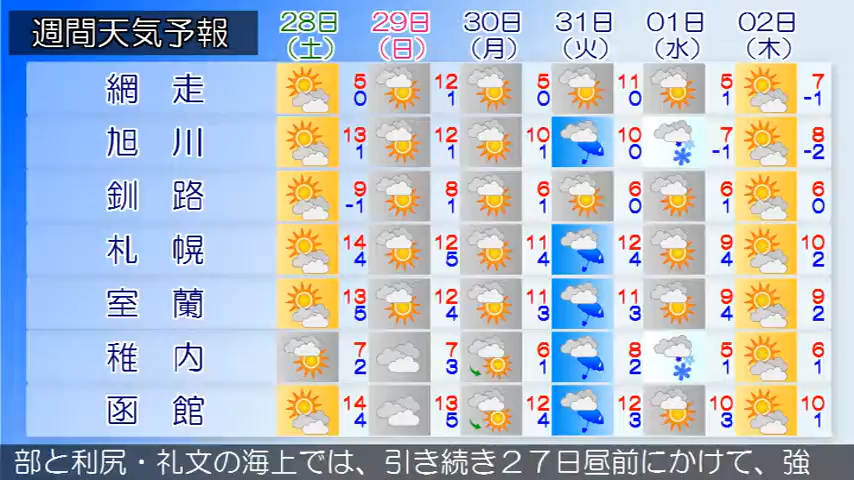 週間天気予報
28日 29日 30日 31日 01日 02日
(土) (日) (月) (火) (水) (木)
網 走 5 0 12 1 5 0 11 0 5 1 7 -1
旭 川 13 1 12 1 10 1 10 0 7 -1 8 -2
釧 路 9 -1 8 1 6 1 6 0 6 1 6 0
札 幌 14 4 12 5 11 4 12 4 9 4 10 2
室 蘭 13 5 12 4 11 3 11 3 9 4 9 2
稚 内 7 2 7 3 6 1 8 2 5 1 6 1
函 館 14 4 13 5 12 4 12 3 10 3 10 1
部と利尻・礼文の海上では、引き続き２７日昼前にかけて、強